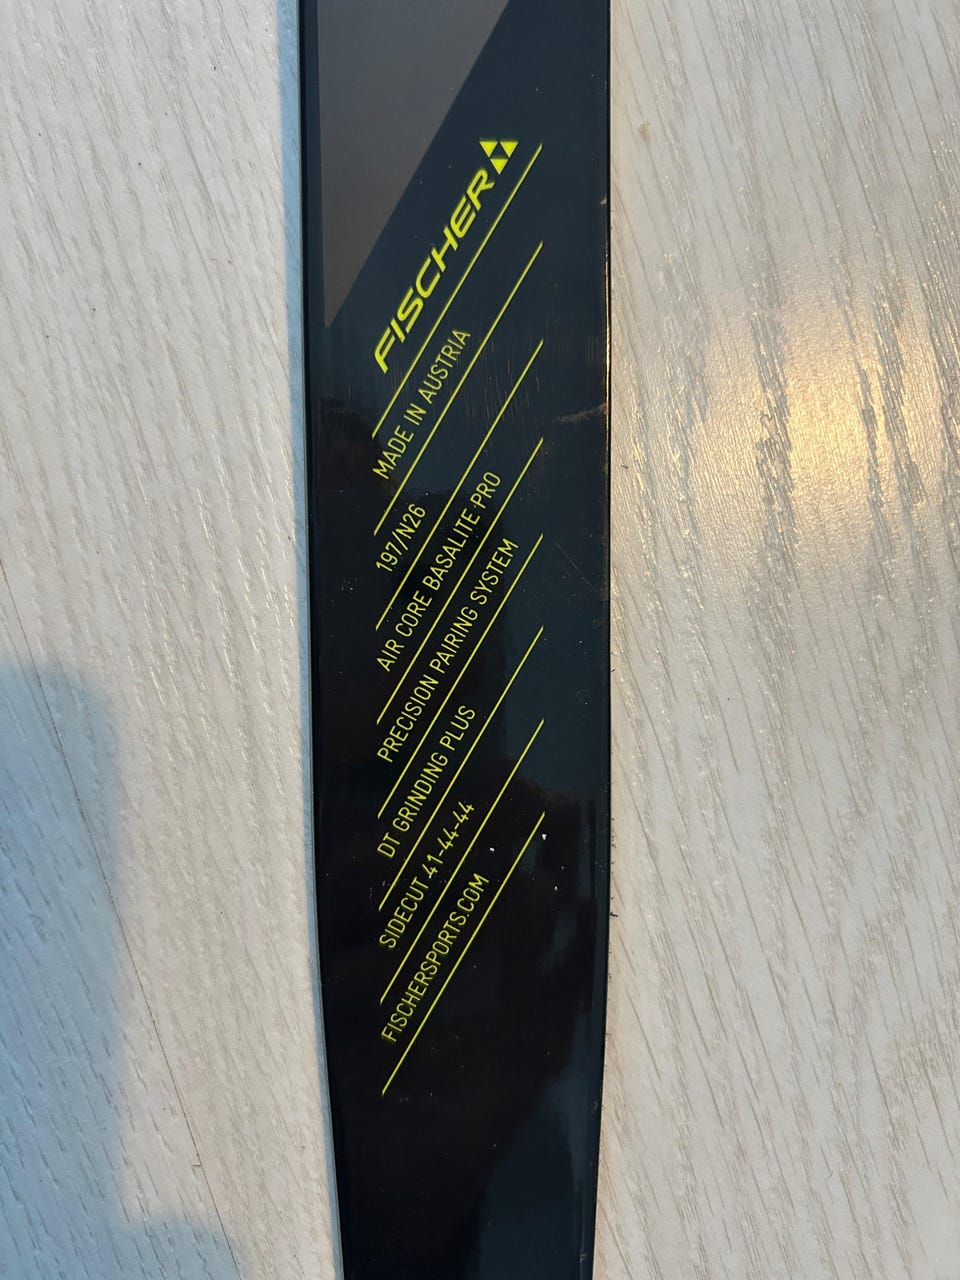 FISCHER
MADE IN AUSTRIA
197/N26
AIR CORE BASALITE PRO
PRECISION PAIRING SYSTEM
DT GRINDING PLUS
SIDECUT 41-44-44
FISCHERSPORTS.COM